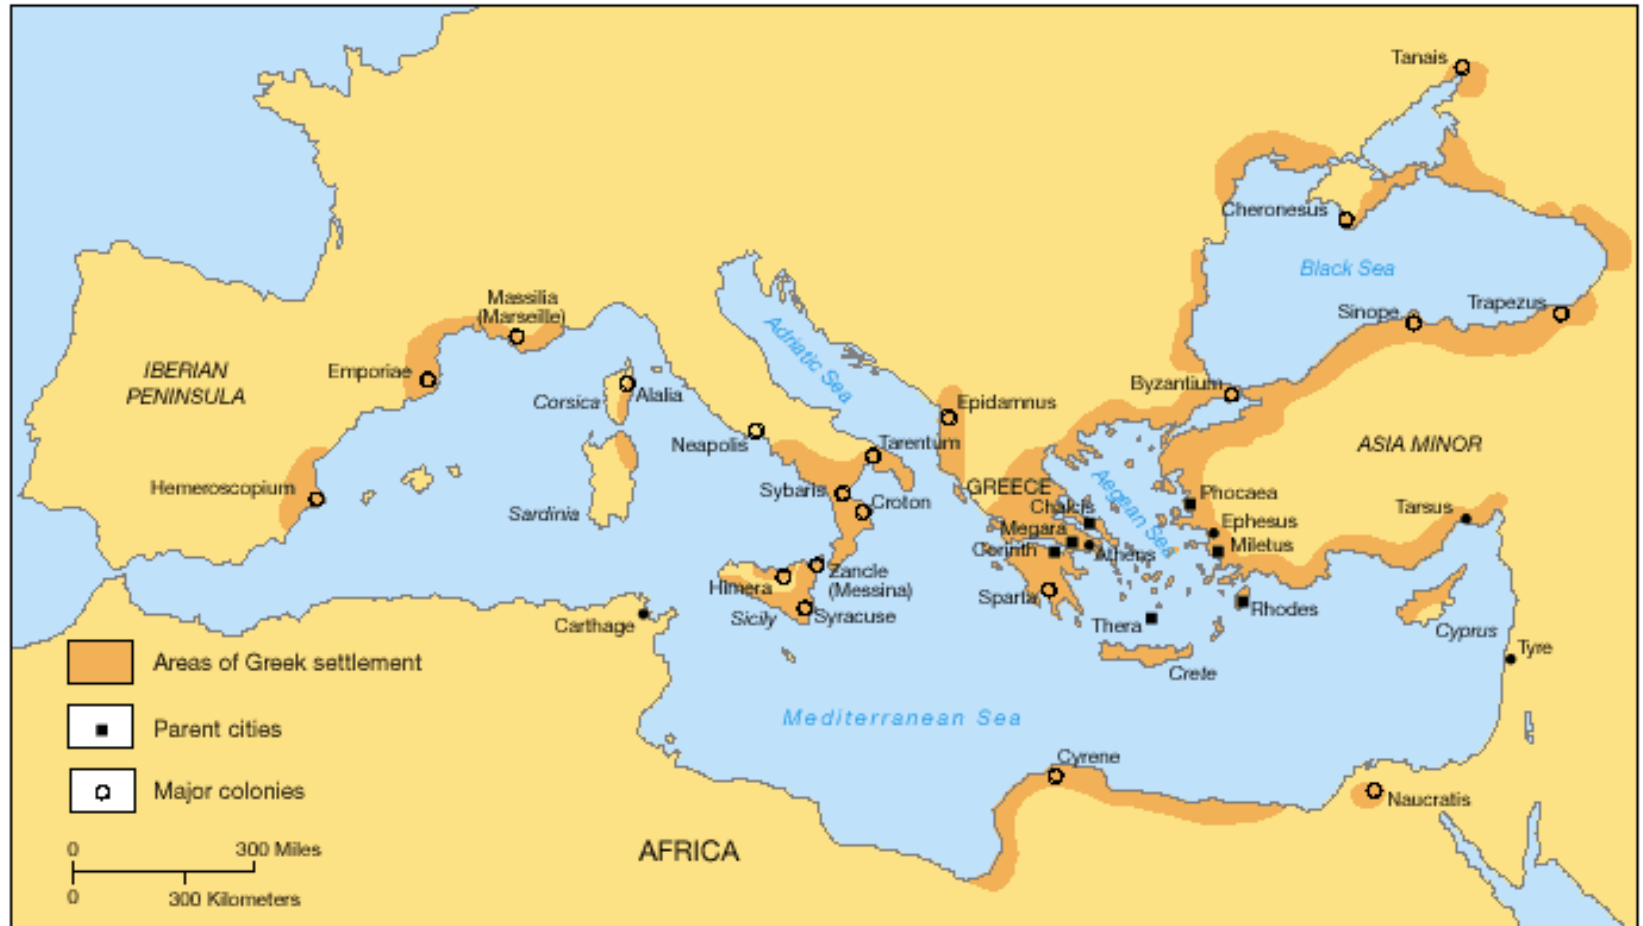 Tanais
Cheronesus
Black Sea
Massilia
(Marseille)
Sinope
Trapezus
Adriatic Sea
IBERIAN
PENINSULA
Emporiae
Corsica
Alalia
Byzantium
Epidamnus
Neapolis
Tarentum
ASIA MINOR
Hemeroscopium
Sybaris
Croton
GREECE
Aegean Sea
Phocaea
Sardinia
Chalcis
Megara
Ephesus
Tarsus
Corinth
Athens
Miletus
Himera
Zancle
(Messina)
Sparta
Rhodes
Carthage
Sicily
Syracuse
Thera
Cyprus
Tyre
Crete
Areas of Greek settlement
Mediterranean Sea
Parent cities
Cyrene
Major colonies
Naucratis
AFRICA
0 300 Miles
0 300 Kilometers